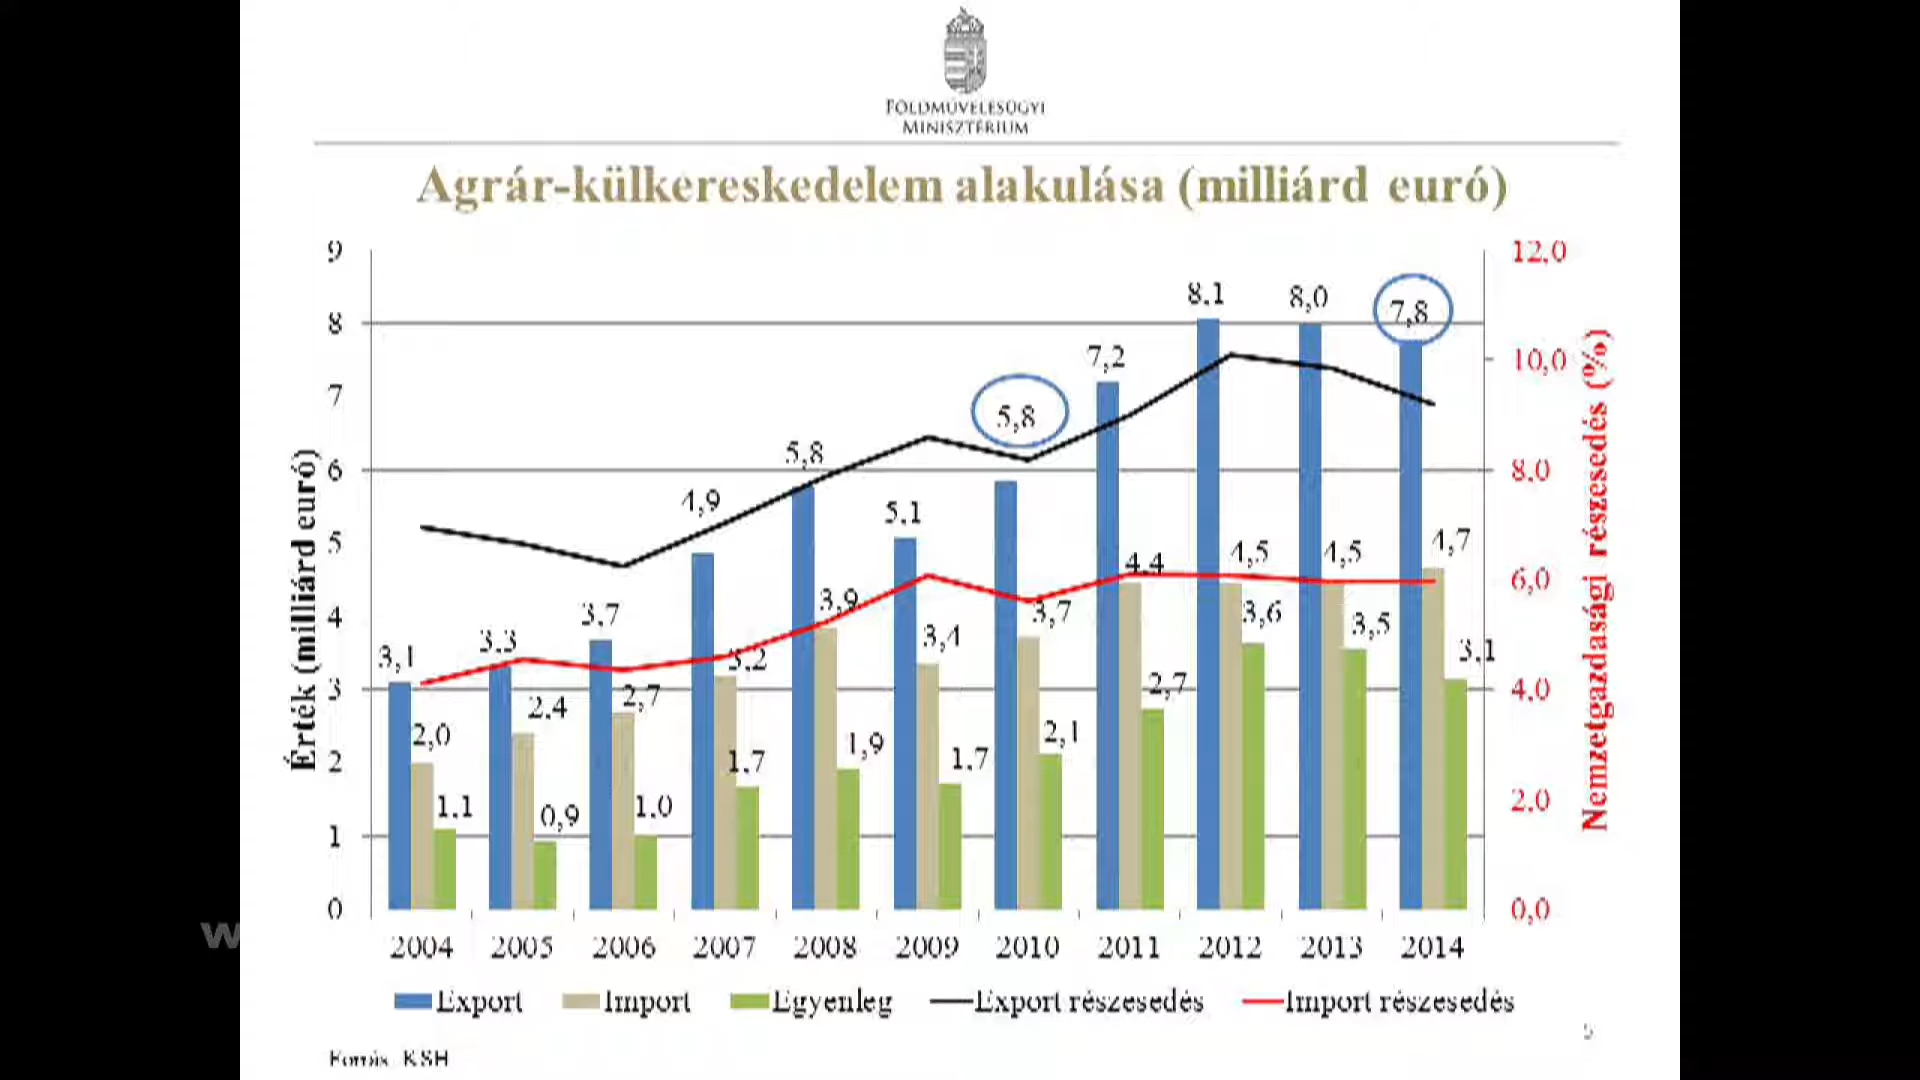 FÖLDMŰVELÉSÜGYI
MINISZTÉRIUM
Agrár-külkereskedelem alakulása (milliárd euró)
Érték (milliárd euró)
9
8
7
6
5
4
3
2
1
0
12,0
10,0
8,0
6,0
4,0
2,0
0,0
Nemzetgazdasági részesedés (%)
3,1 2,0 1,1
3,3 2,4 0,9
3,7 2,7 1,0
4,9 3,2 1,7
5,8 3,9 1,9
5,1 3,4 1,7
5,8 3,7 2,1
7,2 4,4 2,7
8,1 4,5 3,6
8,0 4,5 3,5
7,8 4,7 3,1
2004 2005 2006 2007 2008 2009 2010 2011 2012 2013 2014
Export Import Egyenleg Export részesedés Import részesedés
Forrás: KSH